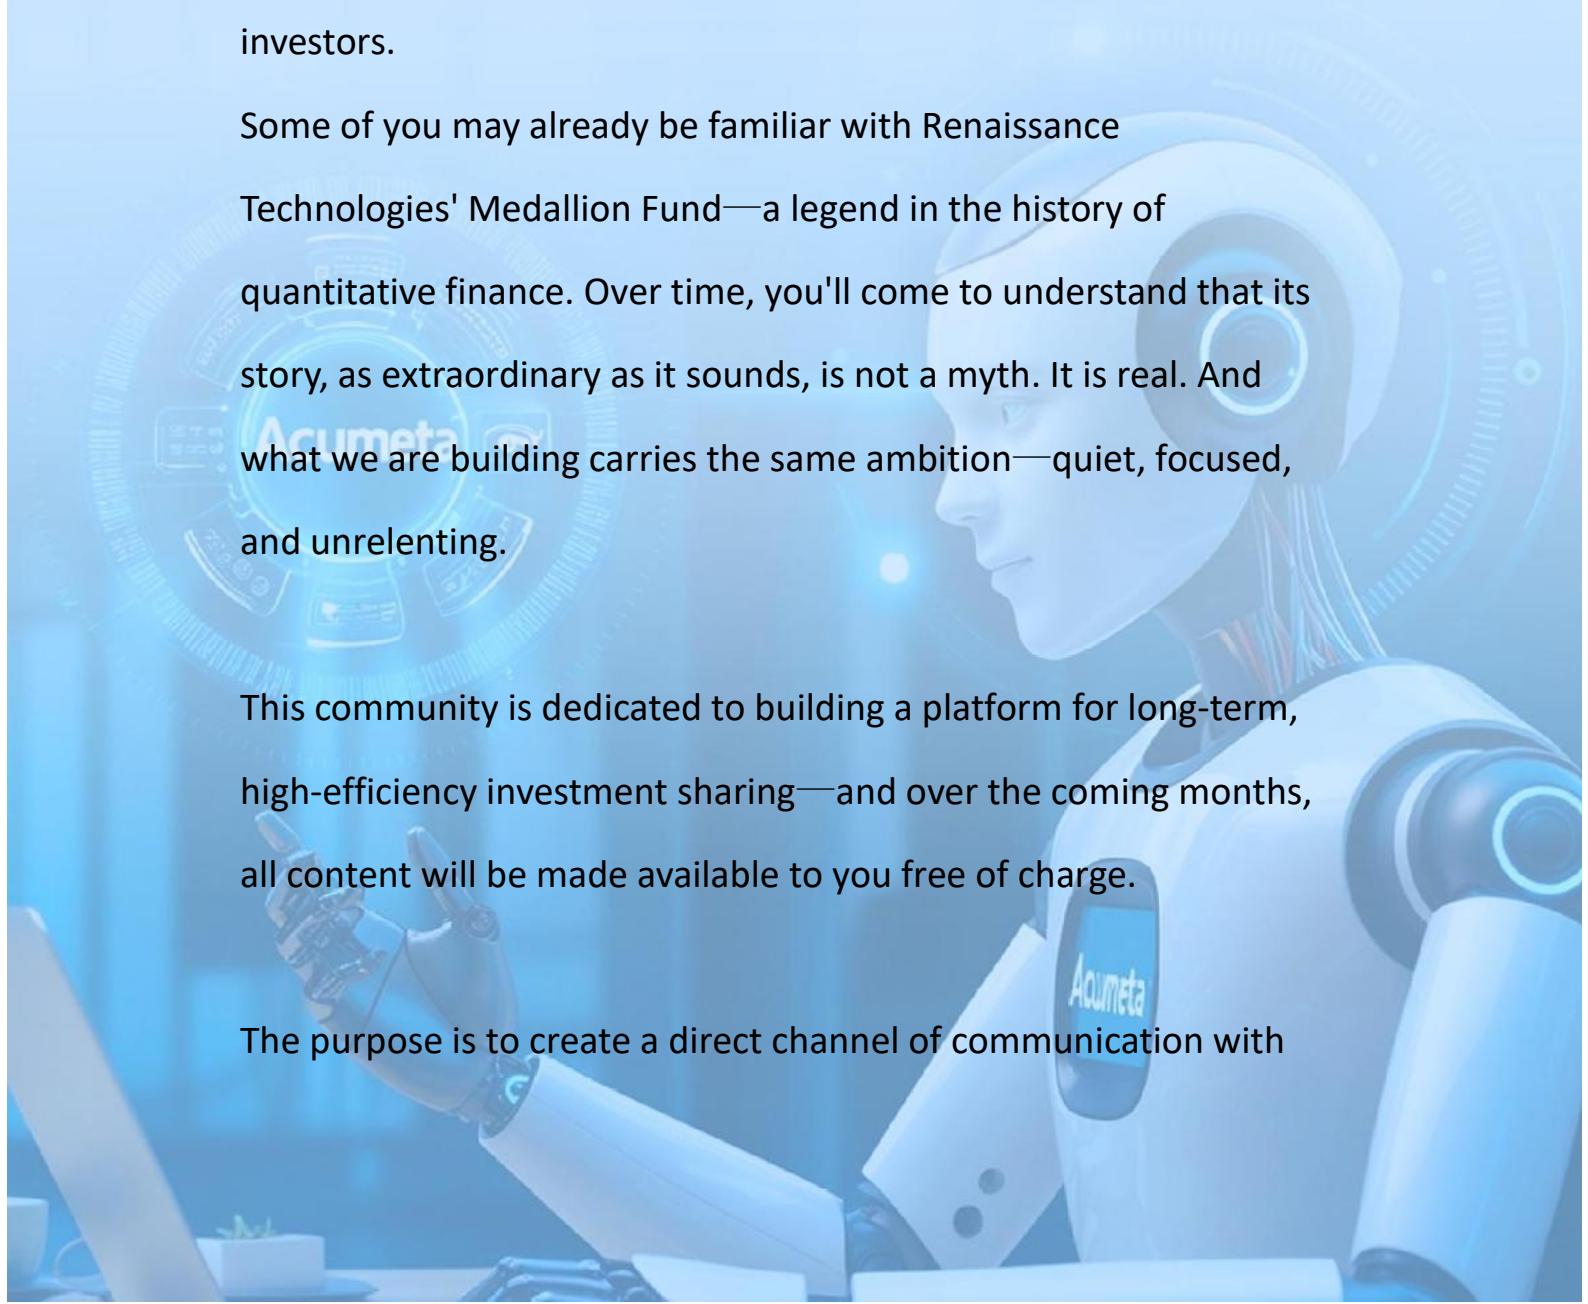 investors.
Some of you may already be familiar with Renaissance
Technologies' Medallion Fund—a legend in the history of
quantitative finance. Over time, you'll come to understand that its
story, as extraordinary as it sounds, is not a myth. It is real. And
Acumeta
what we are building carries the same ambition—quiet, focused,
and unrelenting.
This community is dedicated to building a platform for long-term,
high-efficiency investment sharing—and over the coming months,
all content will be made available to you free of charge.
Acumeta
The purpose is to create a direct channel of communication with